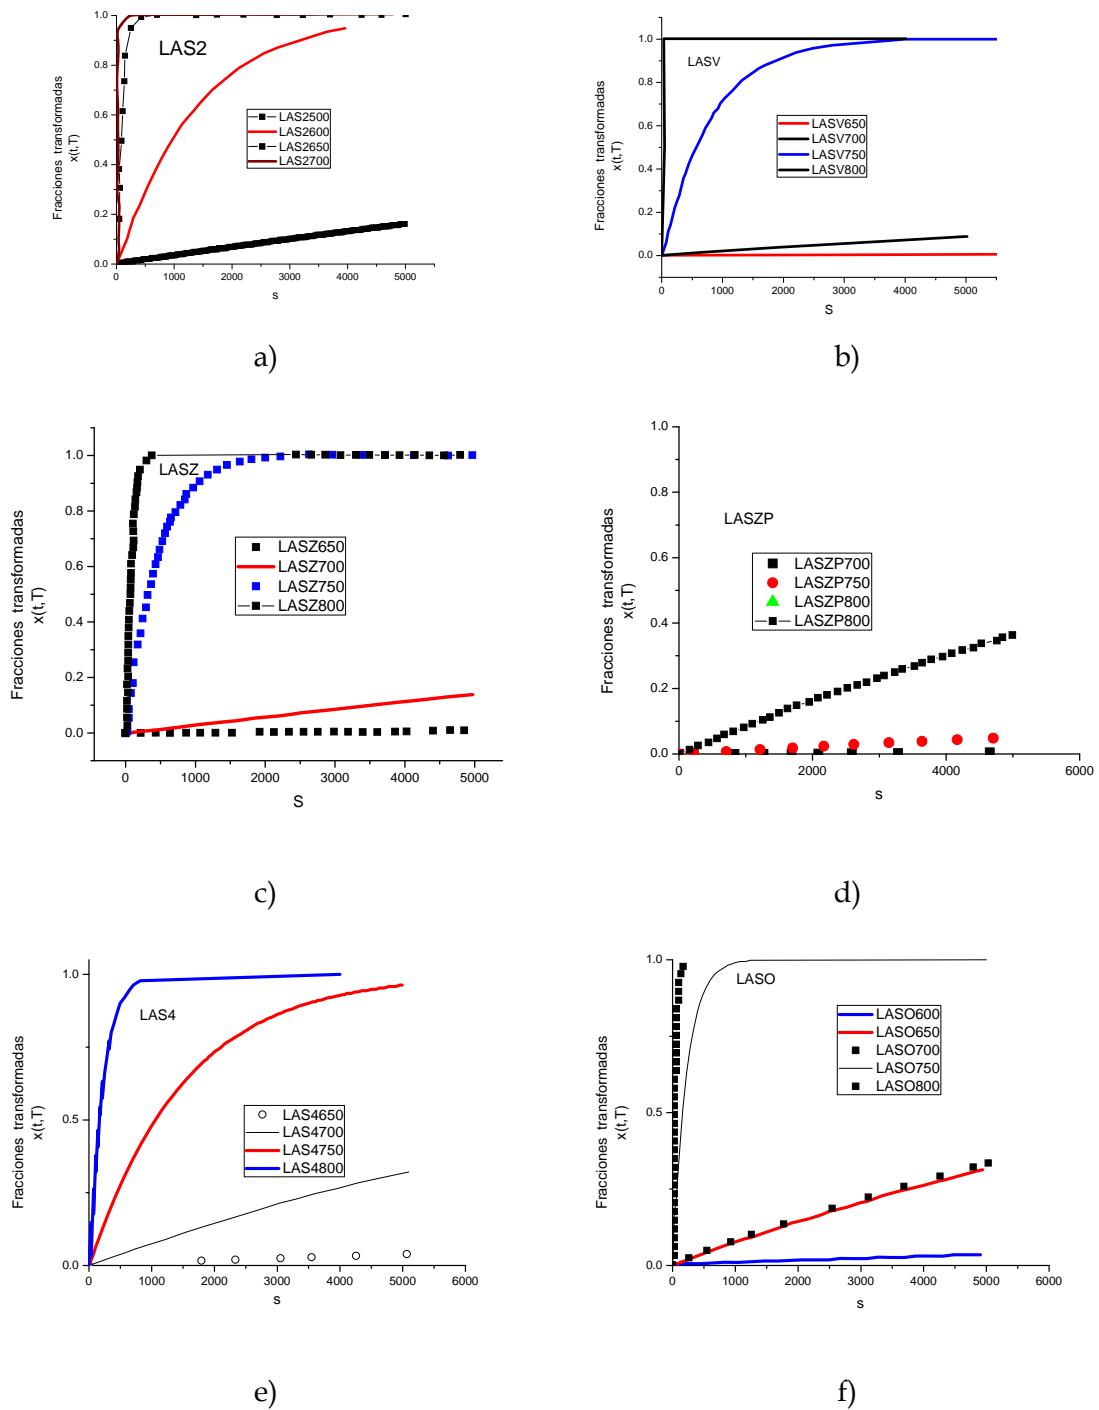 1.0
0.8
0.6
0.4
0.2
0.0
0
1000
2000
3000
4000
5000
s
Fracciones transformadas
x(t,T)
LAS2
LAS2500
LAS2600
LAS2650
LAS2700
a)
1.0
0.8
0.6
0.4
0.2
0.0
0
1000
2000
3000
4000
5000
S
Fracciones transformadas
x(t,T)
LASV
LASV650
LASV700
LASV750
LASV800
b)
1.0
0.8
0.6
0.4
0.2
0.0
0
1000
2000
3000
4000
5000
S
Fracciones transformadas
x(t,T)
LASZ
LASZ650
LASZ700
LASZ750
LASZ800
c)
1.0
0.8
0.6
0.4
0.2
0.0
0
2000
4000
6000
s
Fracciones transformadas
x(t,T)
LASZP
LASZP700
LASZP750
LASZP800
LASZP800
d)
1.0
0.5
0.0
0
1000
2000
3000
4000
5000
6000
s
Fracciones transformadas
x(t,T)
LAS4
LAS4650
LAS4700
LAS4750
LAS4800
e)
1.0
0.5
0.0
0
1000
2000
3000
4000
5000
6000
s
Fracciones transformadas
x(t,T)
LASO
LASO600
LASO650
LASO700
LASO750
LASO800
f)